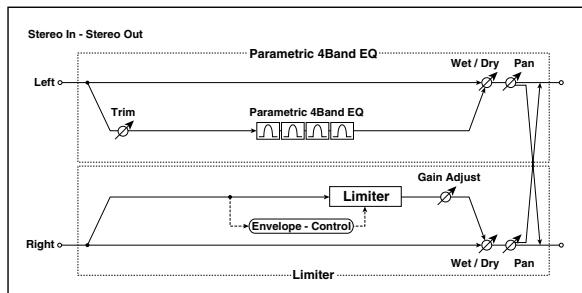 Stereo In - Stereo Out
Parametric 4Band EQ
Wet / Dry
Pan
Left
Trim
Parametric 4Band EQ
Gain Adjust
Limiter
Envelope - Control
Right
Wet / Dry
Pan
Limiter